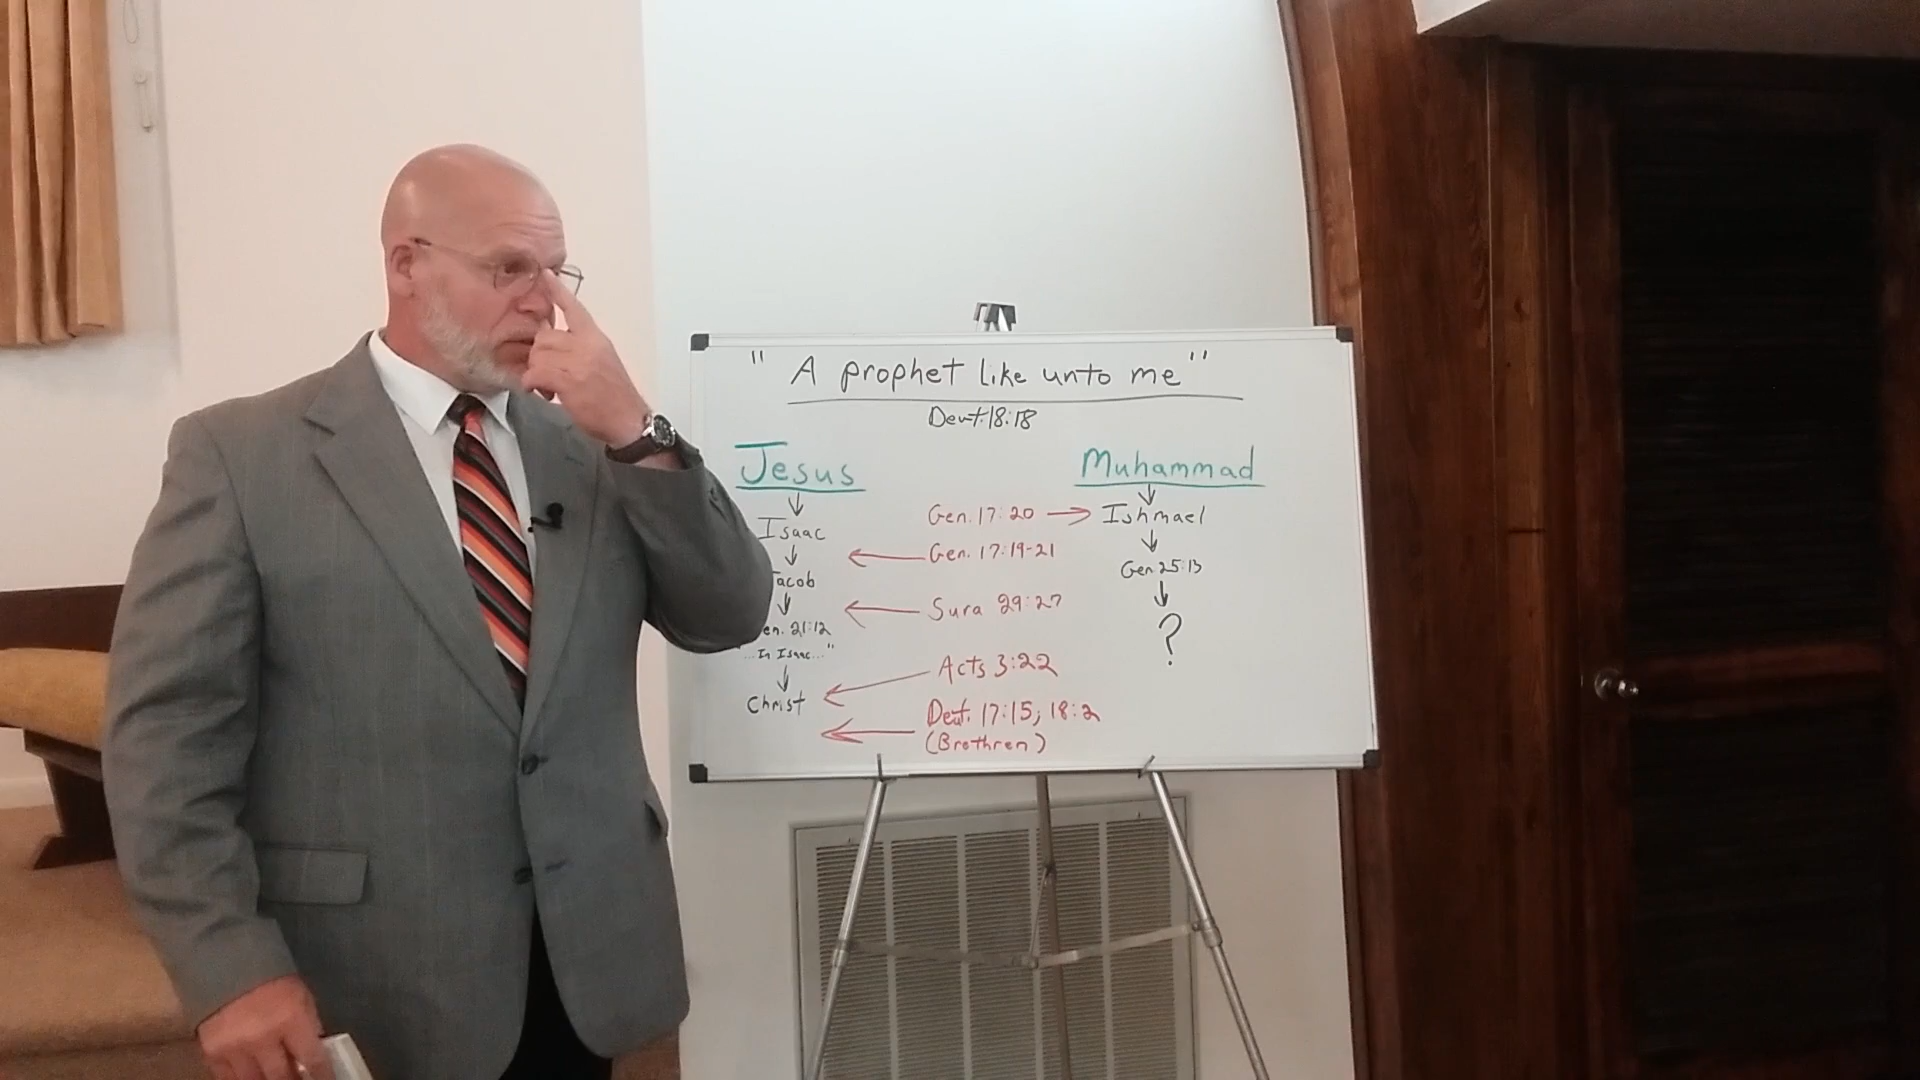 " A prophet like unto me "
Deut. 18:18
Jesus
Isaac
Jacob
Gen. 21:12
"...In Isaac..."
Christ
Gen. 17:20
Gen. 17:19-21
Sura 29:27
Acts 3:22
Deut. 17:15; 18:2
(Brethren)
Muhammad
Ishmael
Gen 25:13
?